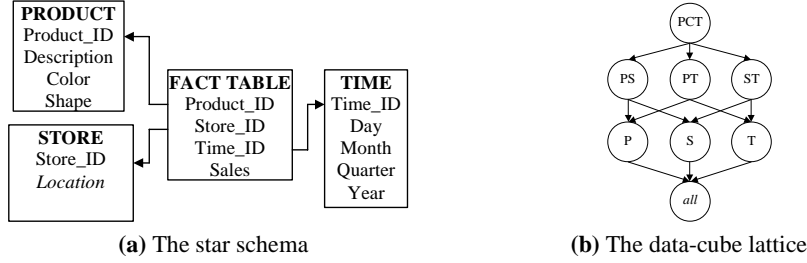 PRODUCT
Product_ID
Description
Color
Shape
STORE
Store_ID
Location
FACT TABLE
Product_ID
Store_ID
Time_ID
Sales
TIME
Time_ID
Day
Month
Quarter
Year
(a) The star schema
PCT
PS PT ST
P S T
all
(b) The data-cube lattice